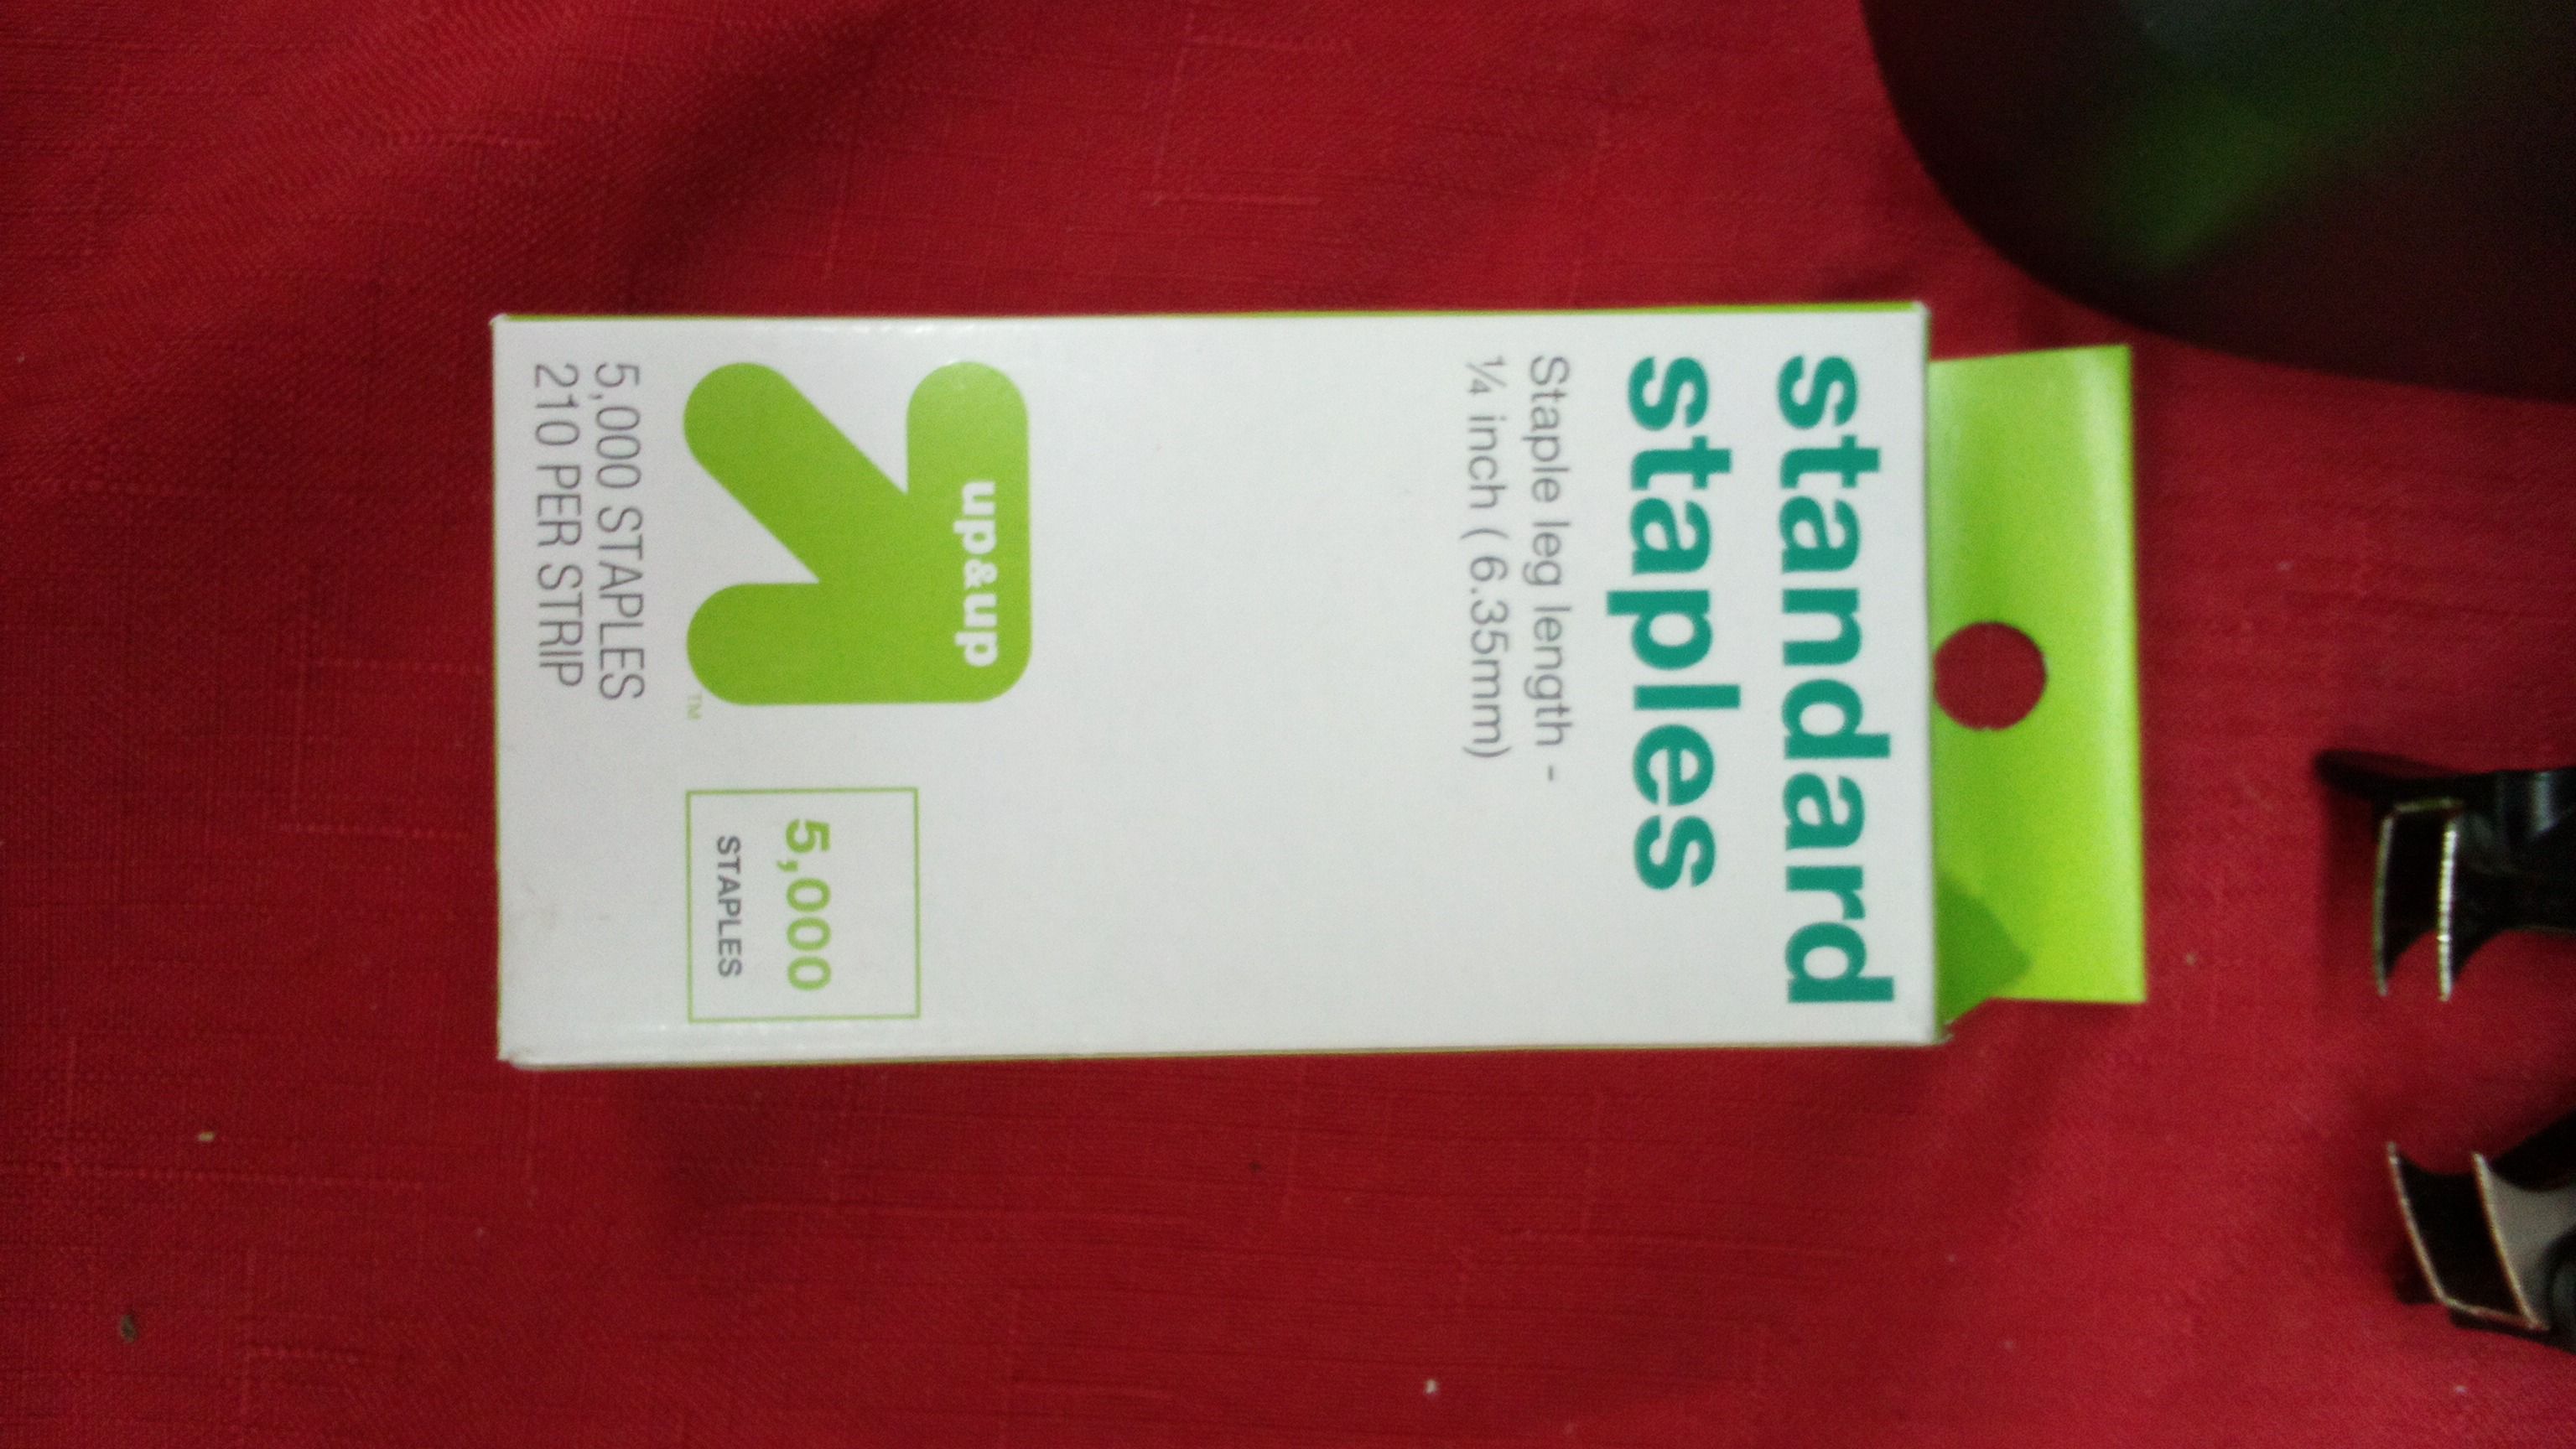 standard
staples
Staple leg length -
¼ inch ( 6.35mm)
up&up
TM
5,000
STAPLES
5,000 STAPLES
210 PER STRIP